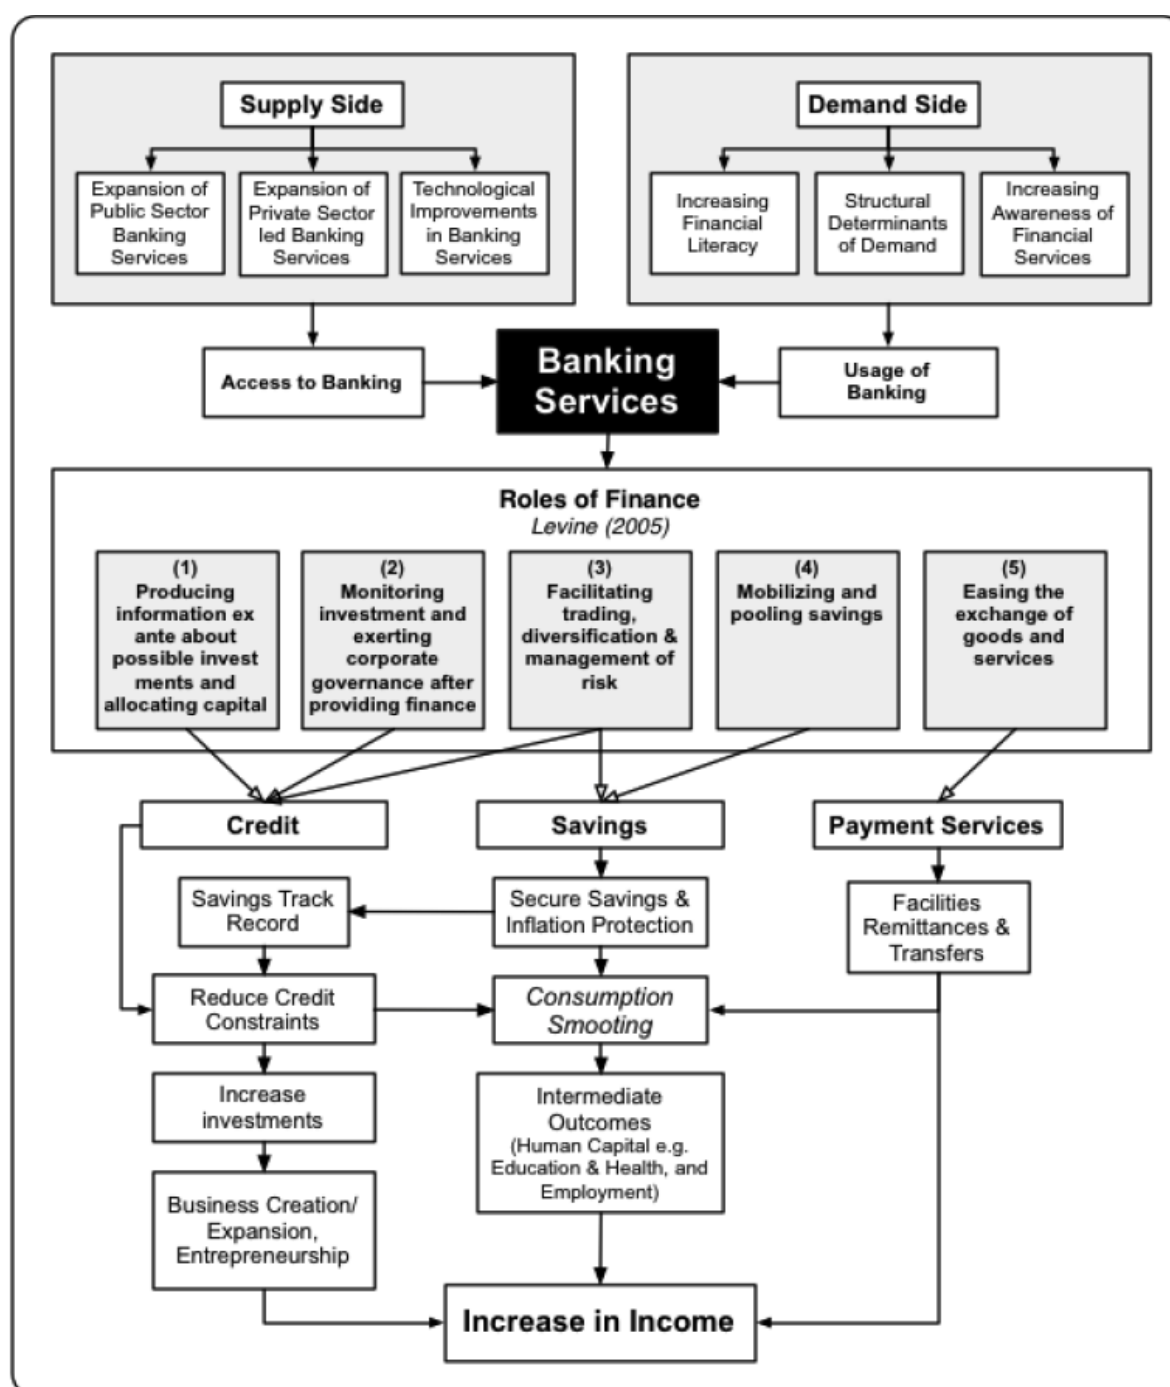 Supply Side
Expansion of
Public Sector
Banking
Services
Expansion of
Private Sector
led Banking
Services
Technological
Improvements
in Banking
Services
Demand Side
Increasing
Financial
Literacy
Structural
Determinants
of Demand
Increasing
Awareness of
Financial
Services
Access to Banking
Banking
Services
Usage of
Banking
Roles of Finance
Levine (2005)
(1)
Producing
information ex
ante about
possible invest
ments and
allocating capital
(2)
Monitoring
investment and
exerting
corporate
governance after
providing finance
(3)
Facilitating
trading,
diversification &
management of
risk
(4)
Mobilizing and
pooling savings
(5)
Easing the
exchange of
goods and
services
Credit
Savings
Payment Services
Savings Track
Record
Secure Savings &
Inflation Protection
Facilities
Remittances &
Transfers
Reduce Credit
Constraints
Consumption
Smooting
Increase
investments
Intermediate
Outcomes
(Human Capital e.g.
Education & Health, and
Employment)
Business Creation/
Expansion,
Entrepreneurship
Increase in Income